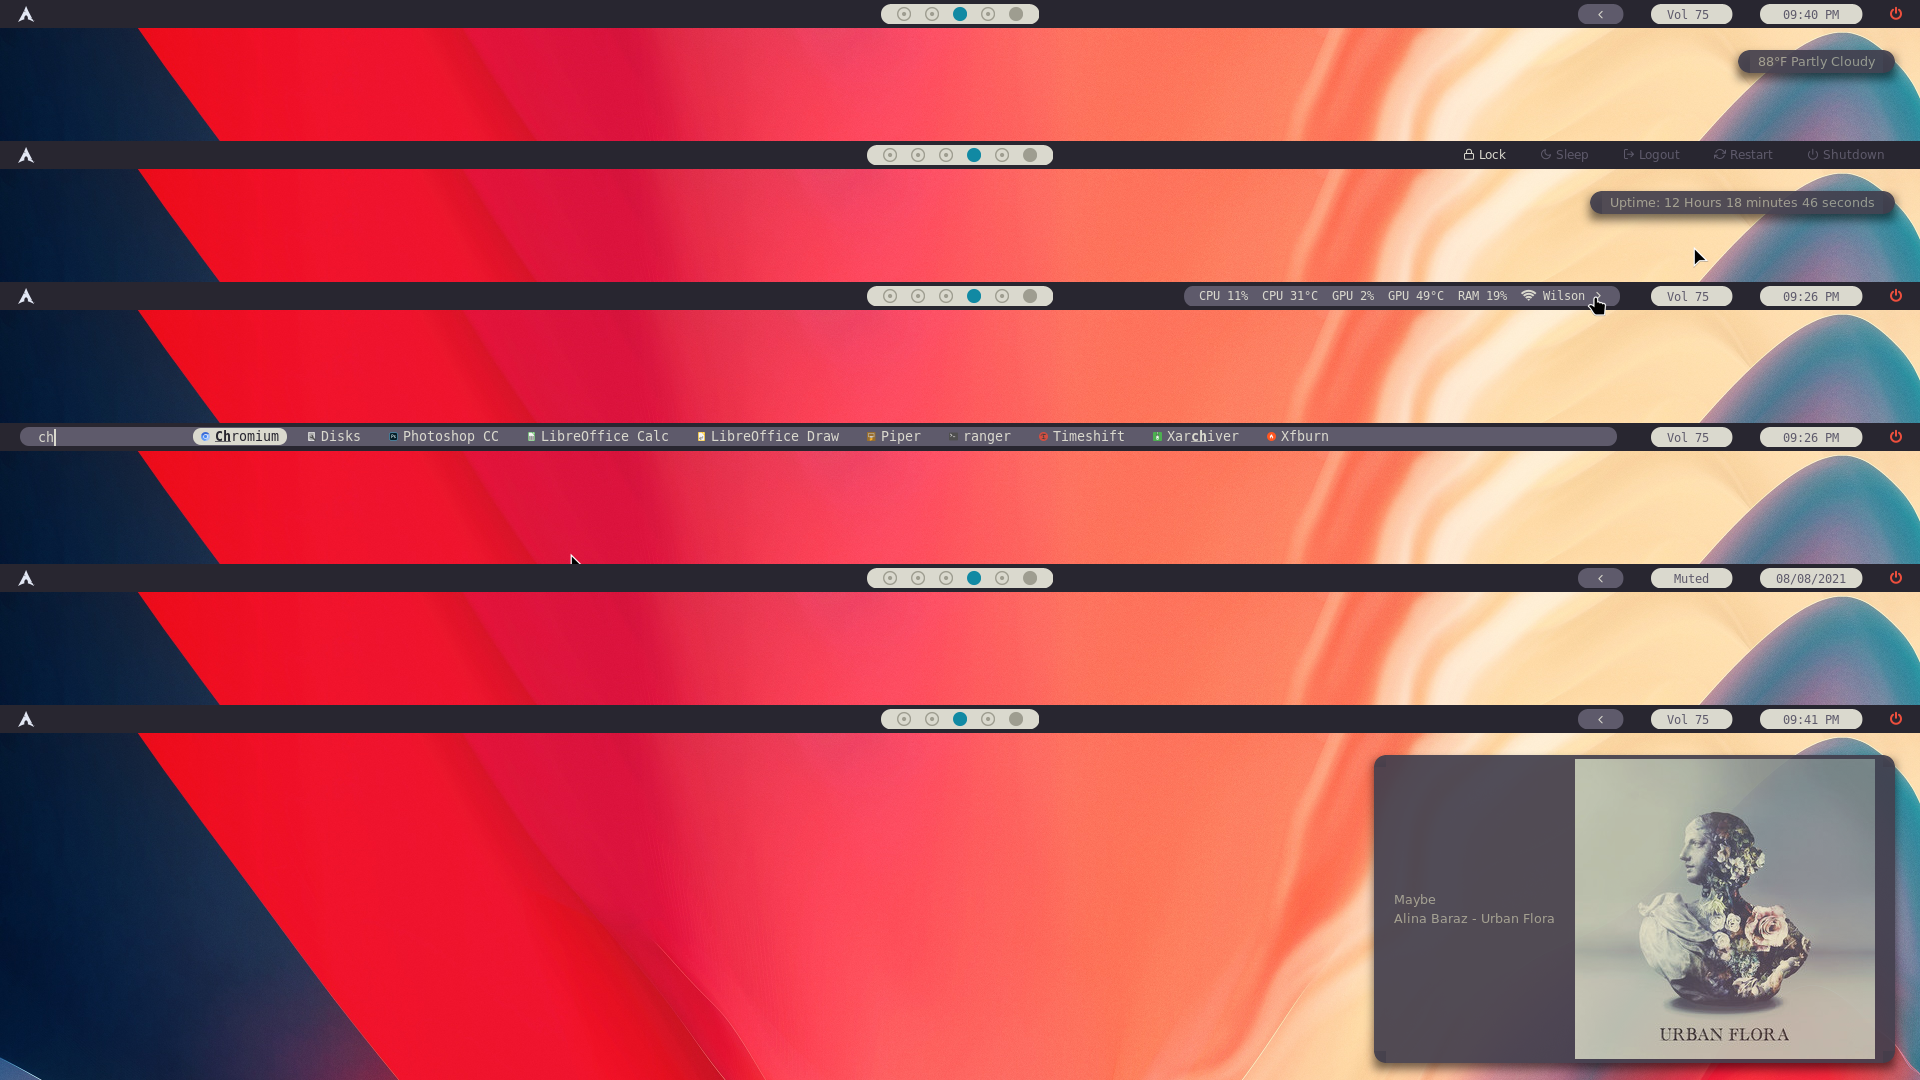 Vol 75 09:40 PM
88°F Partly Cloudy
Lock Sleep Logout Restart Shutdown
Uptime: 12 Hours 18 minutes 46 seconds
CPU 11% CPU 31°C GPU 2% GPU 49°C RAM 19% Wilson Vol 75 09:26 PM
ch Chromium Disks Photoshop CC LibreOffice Calc LibreOffice Draw Piper ranger Timeshift Xarchiver Xfburn Vol 75 09:26 PM
Muted 08/08/2021
Vol 75 09:41 PM
Maybe
Alina Baraz - Urban Flora
URBAN FLORA